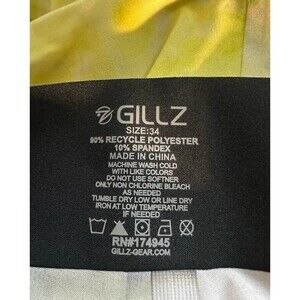 GILLZ
SIZE:34
90% RECYCLE POLYESTER
10% SPANDEX
MADE IN CHINA
MACHINE WASH COLD
WITH LIKE COLORS
DO NOT USE SOFTNER
ONLY NON CHLORINE BLEACH
AS NEEDED
TUMBLE DRY LOW OR LINE DRY
IRON AT LOW TEMPERATURE
IF NEEDED
RN#174945
GILLZ-GEAR.COM